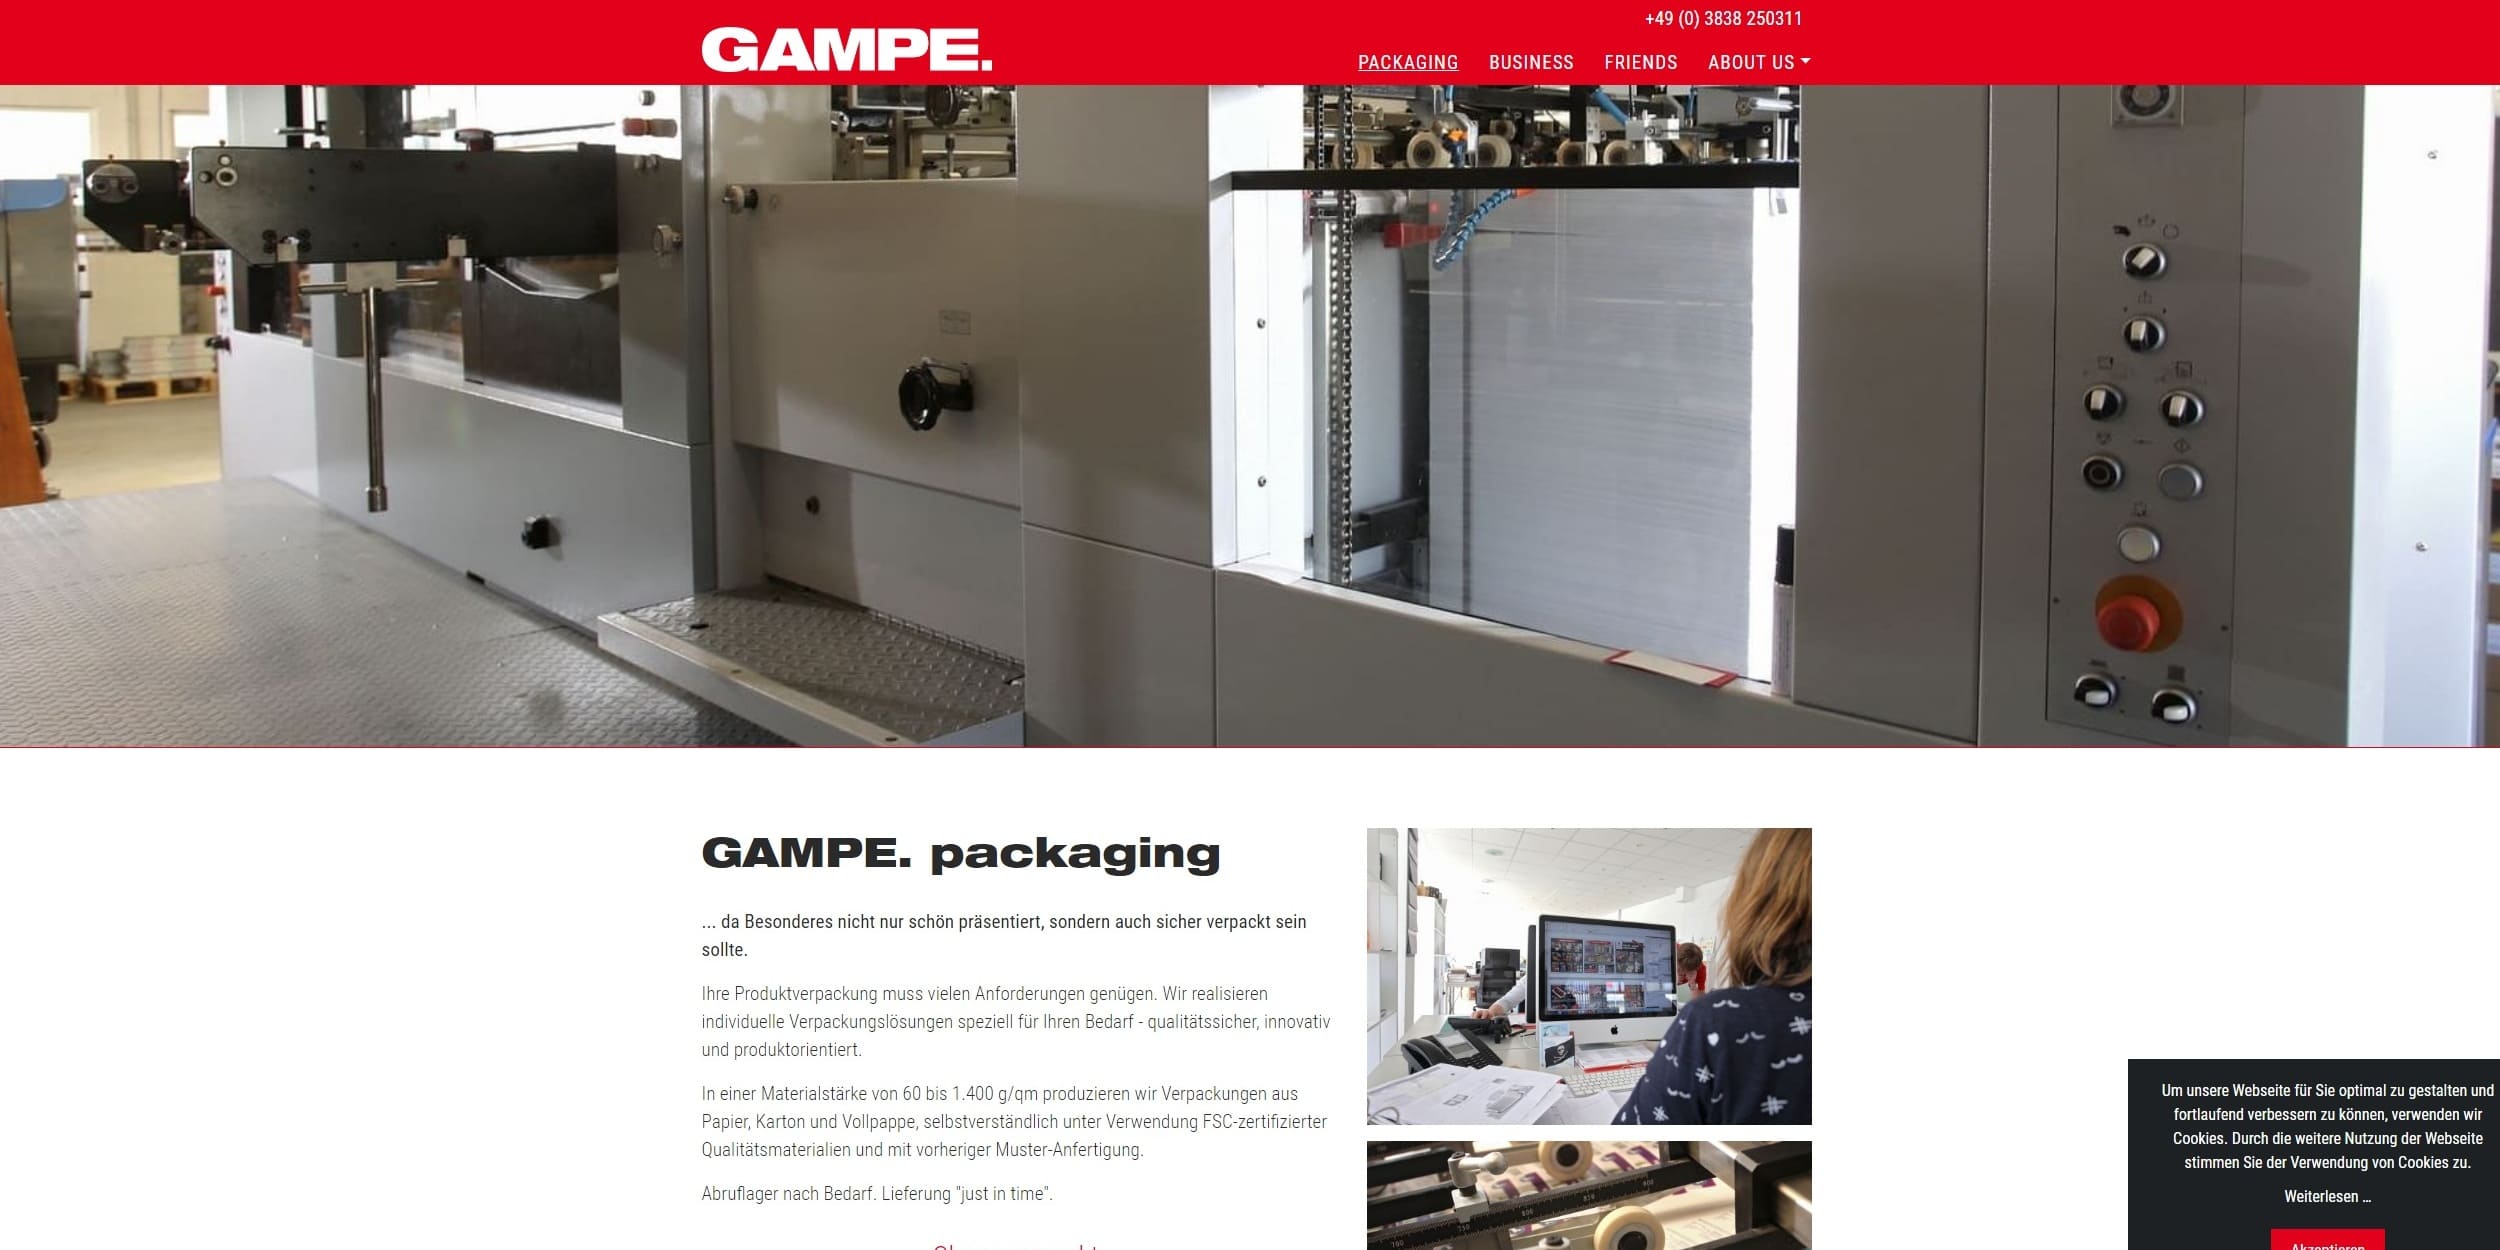 +49 (0) 3838 250311
GAMPE.
PACKAGING BUSINESS FRIENDS ABOUT US
GAMPE. packaging
... da Besonderes nicht nur schön präsentiert, sondern auch sicher verpackt sein
sollte.
Ihre Produktverpackung muss vielen Anforderungen genügen. Wir realisieren
individuelle Verpackungslösungen speziell für Ihren Bedarf - qualitätssicher, innovativ
und produktorientiert.
In einer Materialstärke von 60 bis 1.400 g/qm produzieren wir Verpackungen aus
Papier, Karton und Vollpappe, selbstverständlich unter Verwendung FSC-zertifizierter
Qualitätsmaterialien und mit vorheriger Muster-Anfertigung.
Abruflager nach Bedarf. Lieferung "just in time".
Um unsere Webseite für Sie optimal zu gestalten und
fortlaufend verbessern zu können, verwenden wir
Cookies. Durch die weitere Nutzung der Webseite
stimmen Sie der Verwendung von Cookies zu.
Weiterlesen ...
Akzeptieren